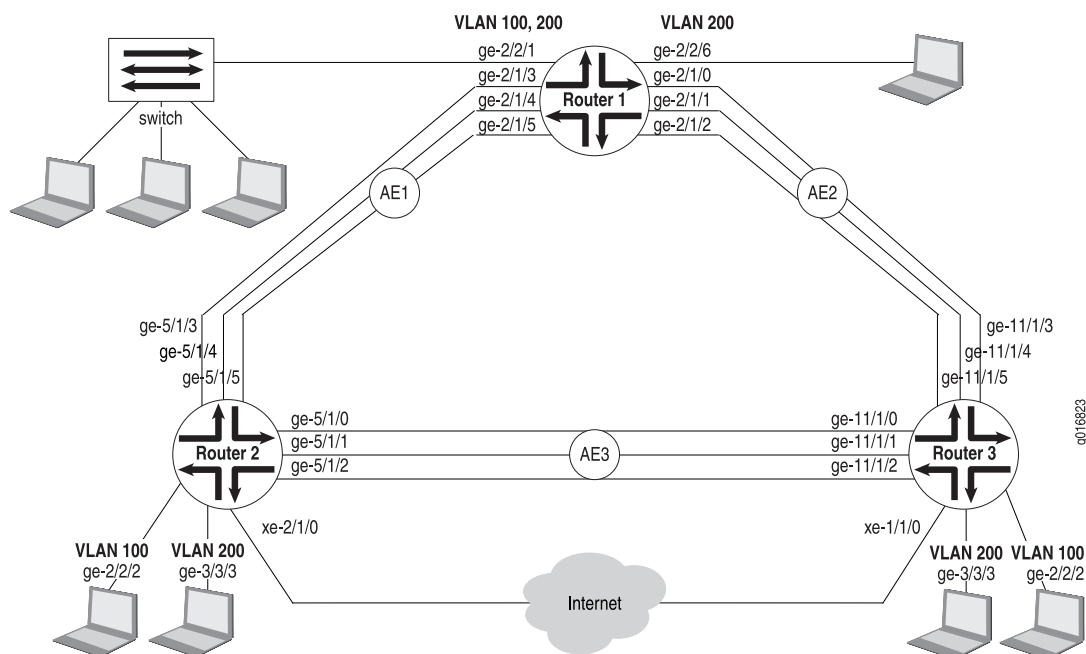 VLAN 100, 200
VLAN 200
ge-2/2/1
ge-2/2/6
ge-2/1/3
ge-2/1/0
ge-2/1/4
Router 1
ge-2/1/1
switch
ge-2/1/5
ge-2/1/2
AE1
AE2
ge-5/1/3
ge-11/1/3
ge-5/1/4
ge-11/1/4
ge-5/1/5
ge-11/1/5
g016823
ge-5/1/0
ge-11/1/0
Router 2
ge-5/1/1
AE3
ge-11/1/1
Router 3
ge-5/1/2
ge-11/1/2
xe-2/1/0
xe-1/1/0
VLAN 100
ge-2/2/2
VLAN 200
ge-3/3/3
Internet
VLAN 200
ge-3/3/3
VLAN 100
ge-2/2/2